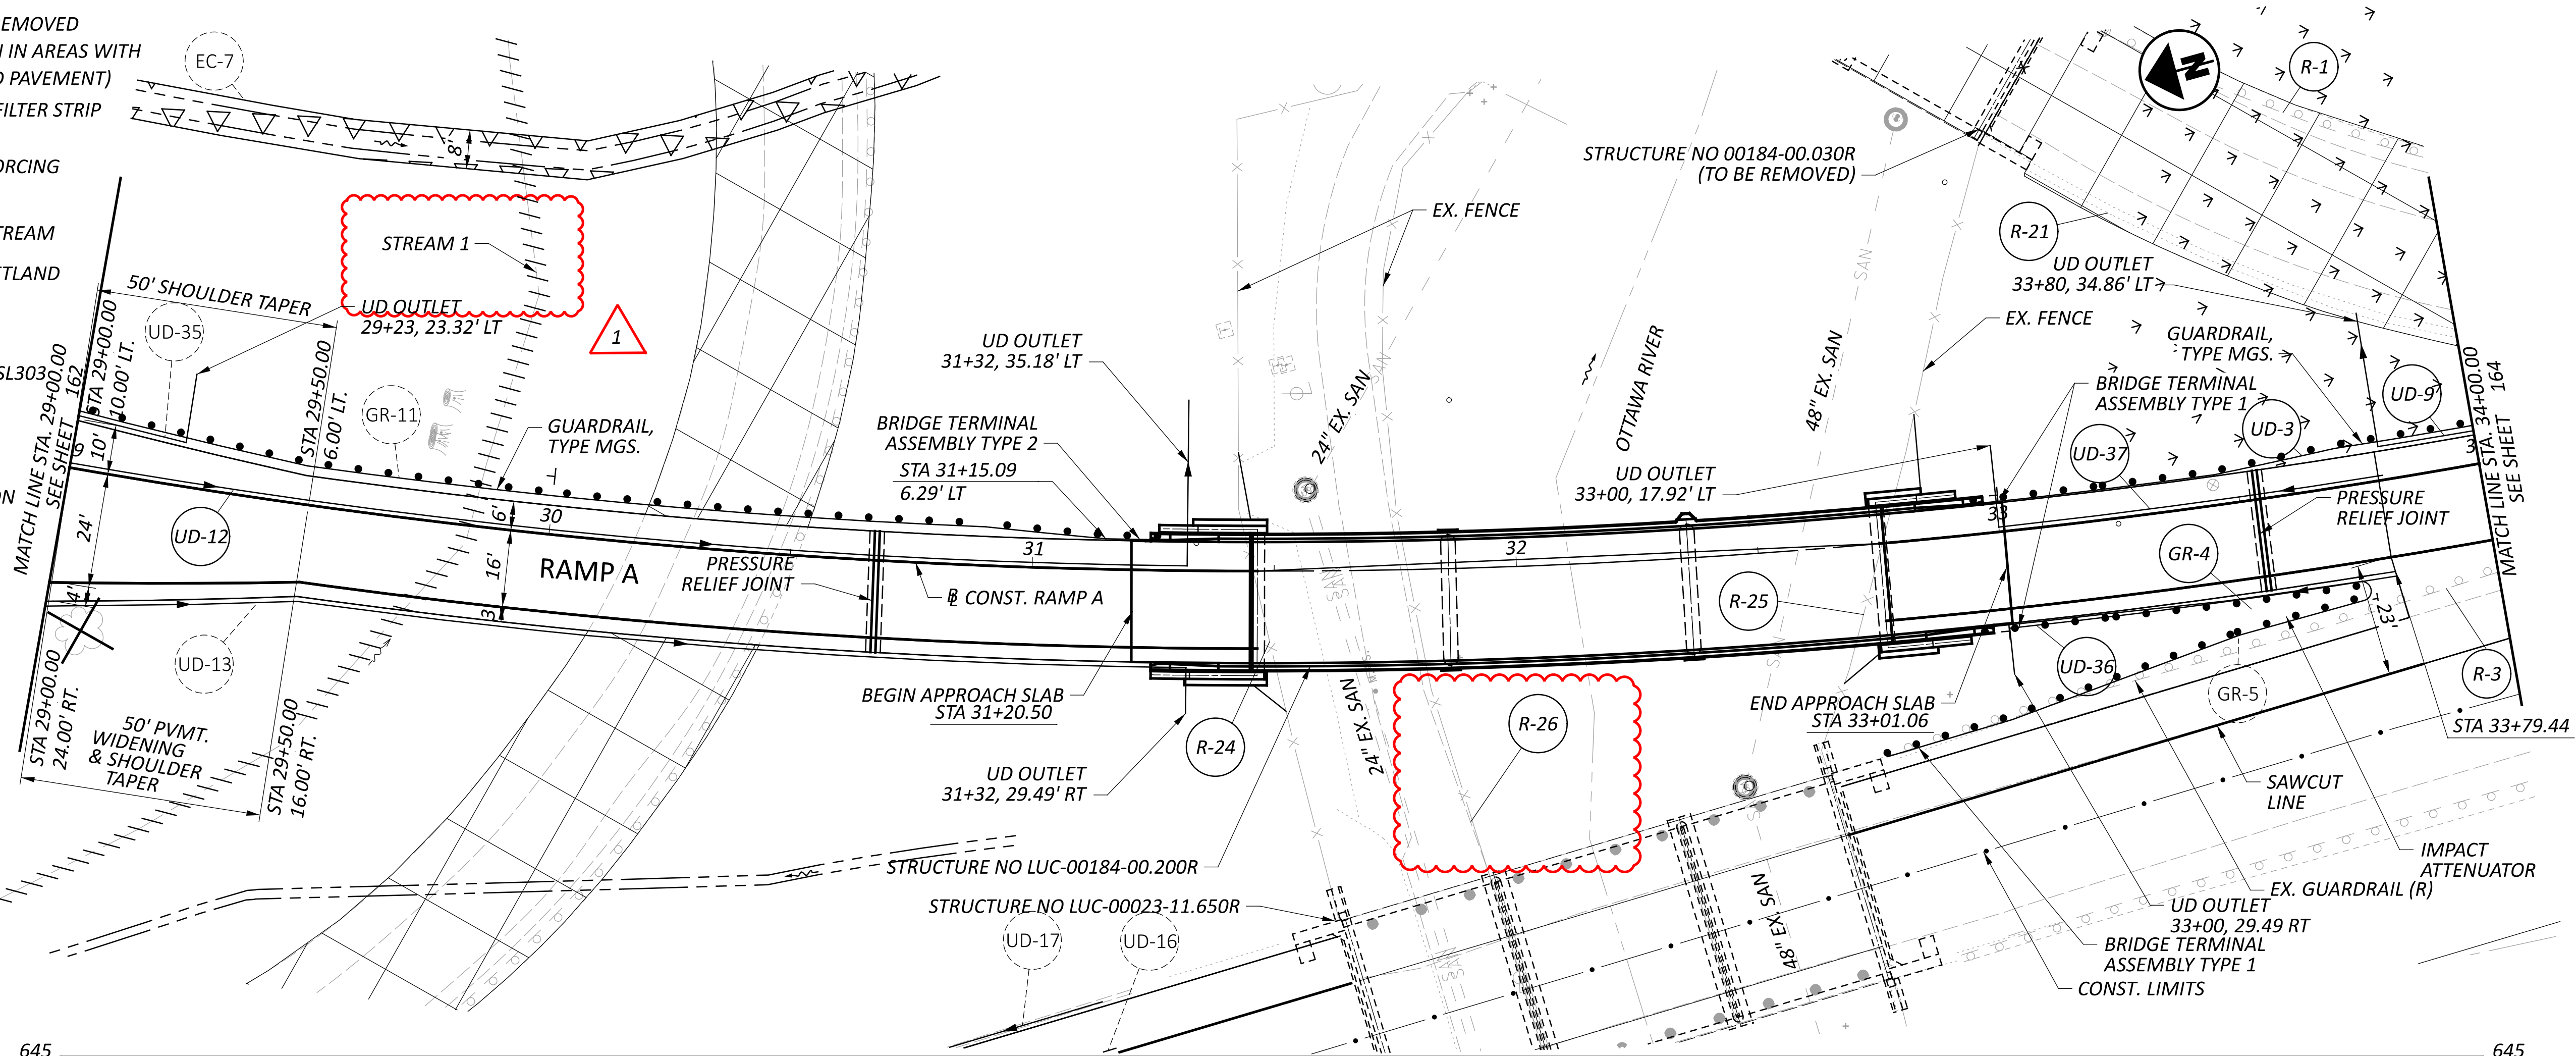 EMOVED
N IN AREAS WITH
D PAVEMENT)
FILTER STRIP
ORCING
TREAM
ETLAND
SL303
ON
EC-7
8'
STREAM 1
50' SHOULDER TAPER
UD-35
UD OUTLET
29+23, 23.32' LT
1
MATCH LINE STA. 29+00.00
SEE SHEET 162
STA 29+00.00
10.00' LT.
STA 29+50.00
6.00' LT.
GR-11
GUARDRAIL,
TYPE MGS.
9
10'
24'
4'
UD-12
UD-13
6'
16'
3'
30
RAMP A
STA 29+00.00
24.00' RT.
50' PVMT.
WIDENING
& SHOULDER
TAPER
STA 29+50.00
16.00' RT.
UD OUTLET
31+32, 35.18' LT
BRIDGE TERMINAL
ASSEMBLY TYPE 2
STA 31+15.09
6.29' LT
31
PRESSURE
RELIEF JOINT
BL CONST. RAMP A
BEGIN APPROACH SLAB
STA 31+20.50
UD OUTLET
31+32, 29.49' RT
R-24
STRUCTURE NO LUC-00184-00.200R
STRUCTURE NO LUC-00023-11.650R
UD-17
UD-16
EX. FENCE
24" EX. SAN
SAN
OTTAWA RIVER
48" EX. SAN
SAN
32
SAN
SAN
24" EX. SAN
R-26
R-25
SAN
48" EX. SAN
SAN
SAN
STRUCTURE NO 00184-00.030R
(TO BE REMOVED)
N
R-1
R-21
UD OUTLET
33+80, 34.86' LT
EX. FENCE
GUARDRAIL,
TYPE MGS.
BRIDGE TERMINAL
ASSEMBLY TYPE 1
UD-9
UD-3
UD-37
UD OUTLET
33+00, 17.92' LT
33
3
PRESSURE
RELIEF JOINT
GR-4
MATCH LINE STA. 34+00.00
SEE SHEET 164
23'
UD-36
GR-5
R-3
END APPROACH SLAB
STA 33+01.06
STA 33+79.44
SAWCUT
LINE
IMPACT
ATTENUATOR
EX. GUARDRAIL (R)
UD OUTLET
33+00, 29.49 RT
BRIDGE TERMINAL
ASSEMBLY TYPE 1
CONST. LIMITS
645
645